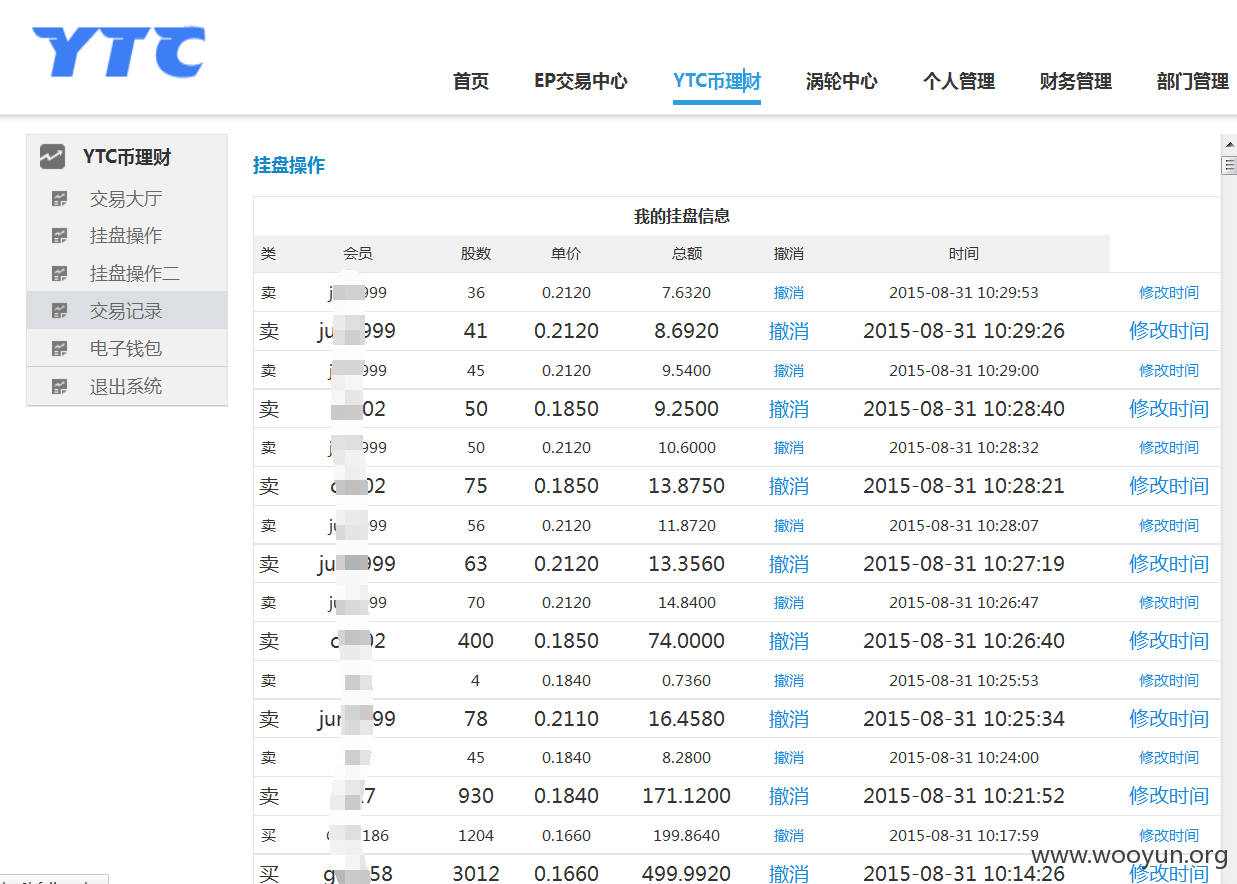 YTC
首页 EP交易中心 YTC币理财 涡轮中心 个人管理 财务管理 部门管理
YTC币理财
交易大厅
挂盘操作
挂盘操作二
交易记录
电子钱包
退出系统
挂盘操作
我的挂盘信息
类 会员 股数 单价 总额 撤消 时间
卖 j 999 36 0.2120 7.6320 撤消 2015-08-31 10:29:53 修改时间
卖 ju 999 41 0.2120 8.6920 撤消 2015-08-31 10:29:26 修改时间
卖 j 999 45 0.2120 9.5400 撤消 2015-08-31 10:29:00 修改时间
卖 02 50 0.1850 9.2500 撤消 2015-08-31 10:28:40 修改时间
卖 j 999 50 0.2120 10.6000 撤消 2015-08-31 10:28:32 修改时间
卖 c 02 75 0.1850 13.8750 撤消 2015-08-31 10:28:21 修改时间
卖 ju 99 56 0.2120 11.8720 撤消 2015-08-31 10:28:07 修改时间
卖 ju 999 63 0.2120 13.3560 撤消 2015-08-31 10:27:19 修改时间
卖 ju 99 70 0.2120 14.8400 撤消 2015-08-31 10:26:47 修改时间
卖 c 02 400 0.1850 74.0000 撤消 2015-08-31 10:26:40 修改时间
卖 4 0.1840 0.7360 撤消 2015-08-31 10:25:53 修改时间
卖 jun 99 78 0.2110 16.4580 撤消 2015-08-31 10:25:34 修改时间
卖 45 0.1840 8.2800 撤消 2015-08-31 10:24:00 修改时间
卖 7 930 0.1840 171.1200 撤消 2015-08-31 10:21:52 修改时间
买 186 1204 0.1660 199.8640 撤消 2015-08-31 10:17:59 修改时间
买 g 58 3012 0.1660 499.9920 撤消 2015-08-31 10:14:26 修改时间
www.wooyun.org